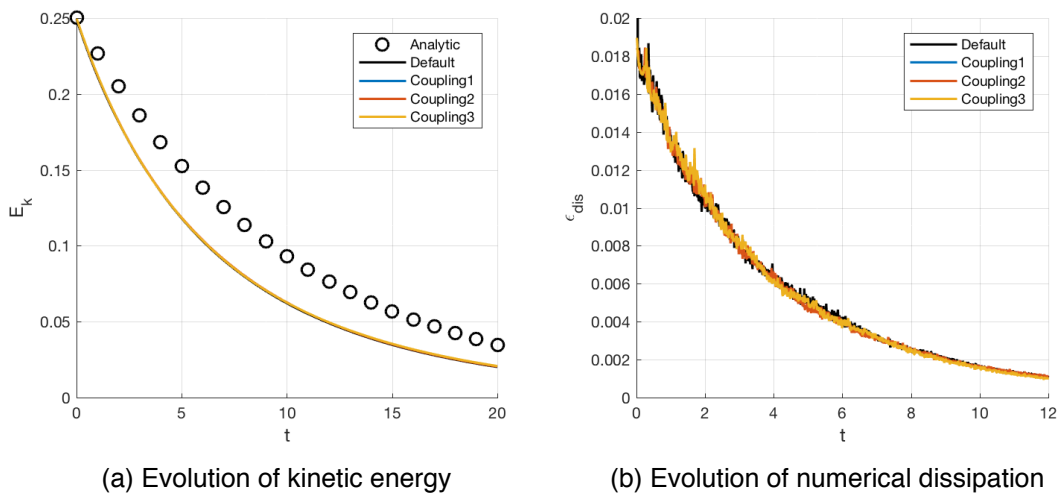 0.25
0.2
0.15
0.1
0.05
0
E_k
0 5 10 15 20
t
Analytic
Default
Coupling1
Coupling2
Coupling3
(a) Evolution of kinetic energy
0.02
0.018
0.016
0.014
0.012
0.01
0.008
0.006
0.004
0.002
0
ϵ_dis
0 2 4 6 8 10 12
t
Default
Coupling1
Coupling2
Coupling3
(b) Evolution of numerical dissipation